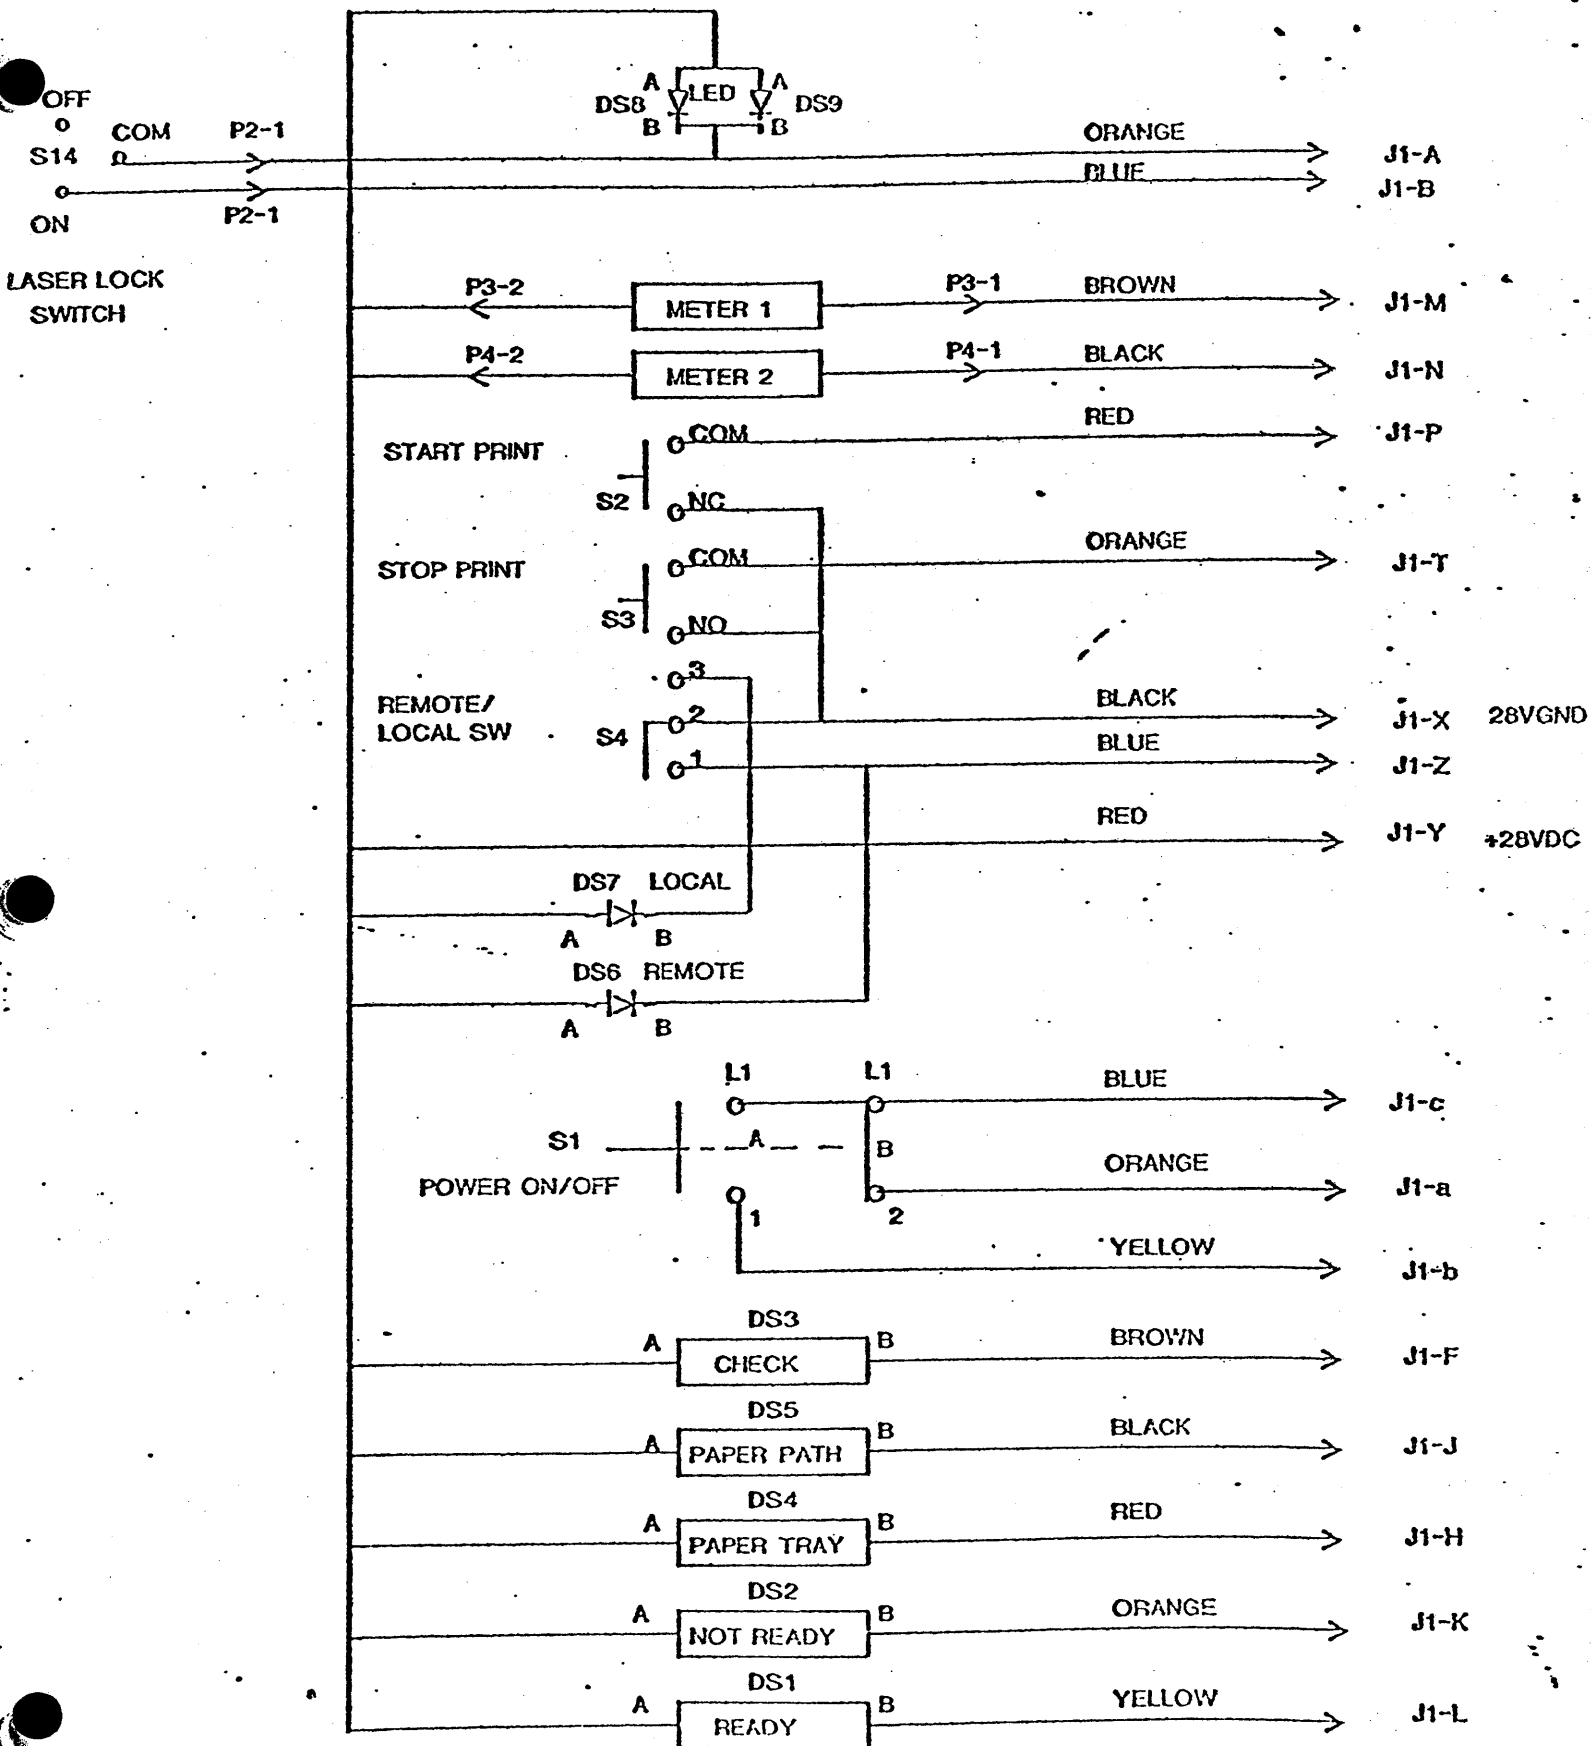 A LED A
DS8 DS9
B B
OFF
COM P2-1
S14
ORANGE J1-A
BLUE J1-B
P2-1
ON
LASER LOCK
SWITCH
P3-2 METER 1 P3-1 BROWN J1-M
P4-2 METER 2 P4-1 BLACK J1-N
START PRINT COM RED J1-P
S2 NC
STOP PRINT COM ORANGE J1-T
S3 NO
3
REMOTE/
LOCAL SW
S4 2 BLACK J1-X 28VGND
1 BLUE J1-Z
RED J1-Y +28VDC
DS7 LOCAL
A B
DS6 REMOTE
A B
L1 L1 BLUE J1-c
S1 A B
POWER ON/OFF
ORANGE J1-a
1 2
YELLOW J1-b
DS3
A CHECK B BROWN J1-F
DS5
A PAPER PATH B BLACK J1-J
DS4
A PAPER TRAY B RED J1-H
DS2
A NOT READY B ORANGE J1-K
DS1
A READY B YELLOW J1-L